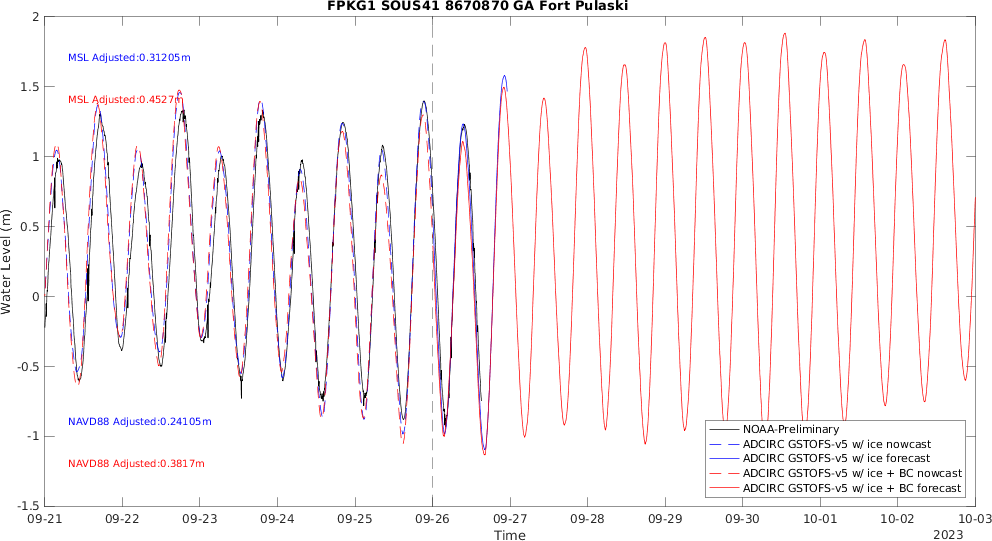 FPKG1 SOUS41 8670870 GA Fort Pulaski
2
1.5
1
0.5
0
-0.5
-1
-1.5
Water Level (m)
MSL Adjusted:0.31205m
MSL Adjusted:0.4527m
NAVD88 Adjusted:0.24105m
NAVD88 Adjusted:0.3817m
NOAA-Preliminary
ADCIRC GSTOFS-v5 w/ ice nowcast
ADCIRC GSTOFS-v5 w/ ice forecast
ADCIRC GSTOFS-v5 w/ ice + BC nowcast
ADCIRC GSTOFS-v5 w/ ice + BC forecast
09-21 09-22 09-23 09-24 09-25 09-26 09-27 09-28 09-29 09-30 10-01 10-02 10-03
Time
2023